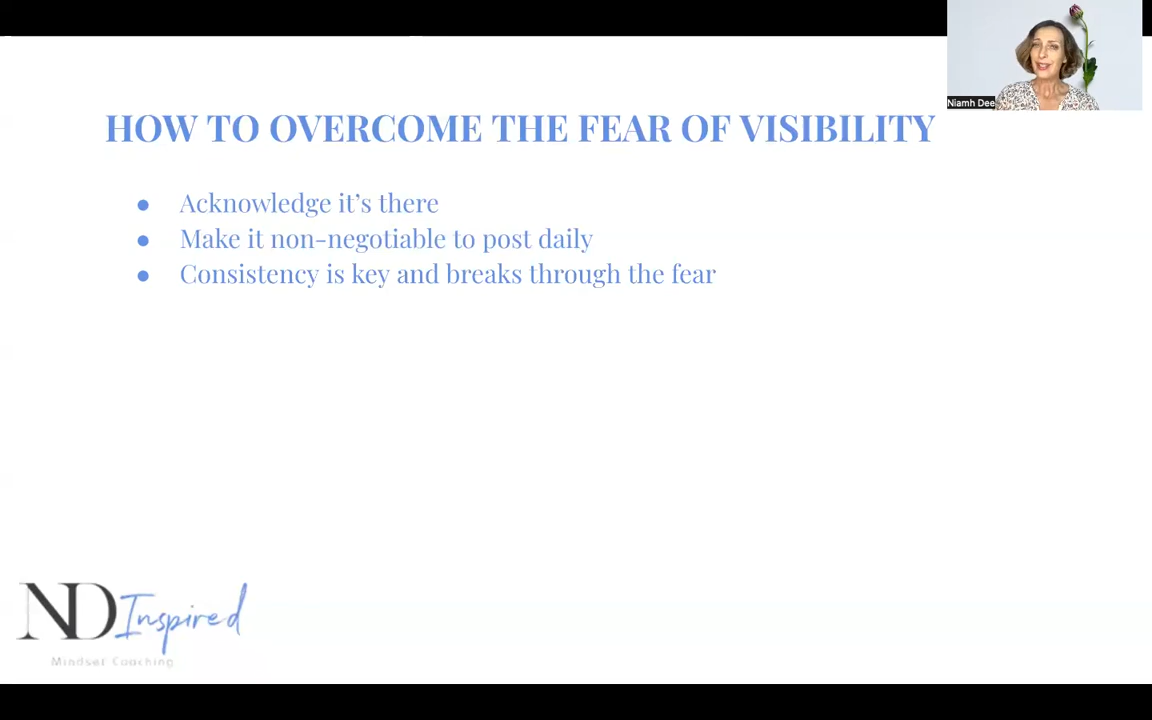 Niamh Dee
HOW TO OVERCOME THE FEAR OF VISIBILITY
● Acknowledge it’s there
● Make it non-negotiable to post daily
● Consistency is key and breaks through the fear
ND Inspired
Mindset Coaching